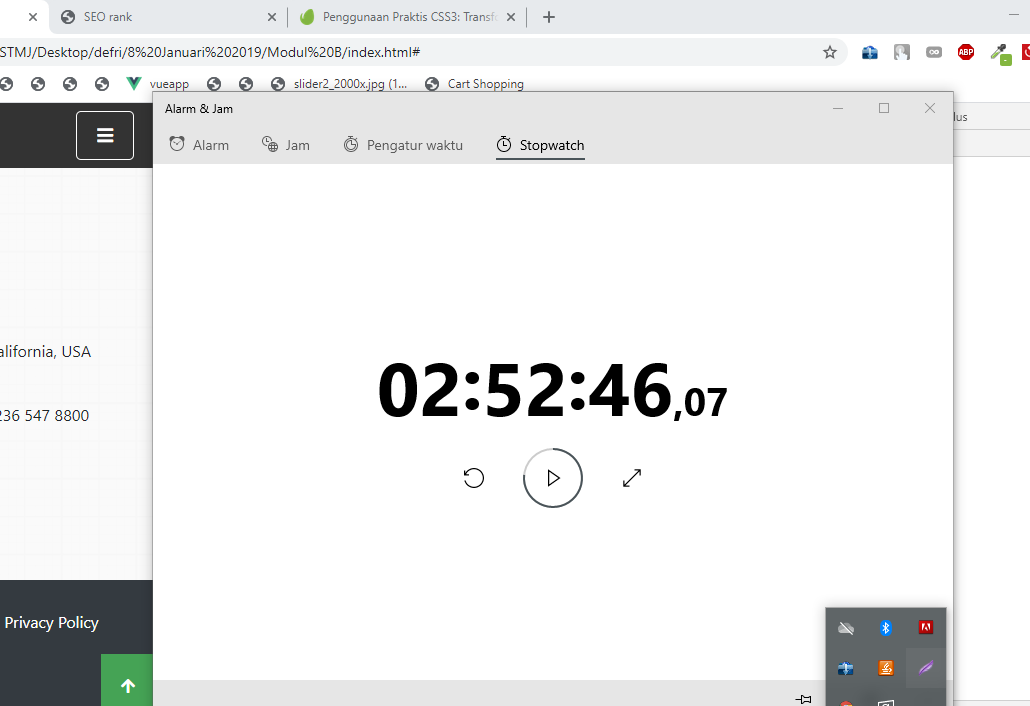 SEO rank
Penggunaan Praktis CSS3: Transfo
STMJ/Desktop/defri/8%20Januari%202019/Modul%20B/index.html#
ABP
vueapp
slider2_2000x.jpg (1...
Cart Shopping
Alarm & Jam
lus
Alarm
Jam
Pengatur waktu
Stopwatch
alifornia, USA
02:52:46,07
236 547 8800
Privacy Policy